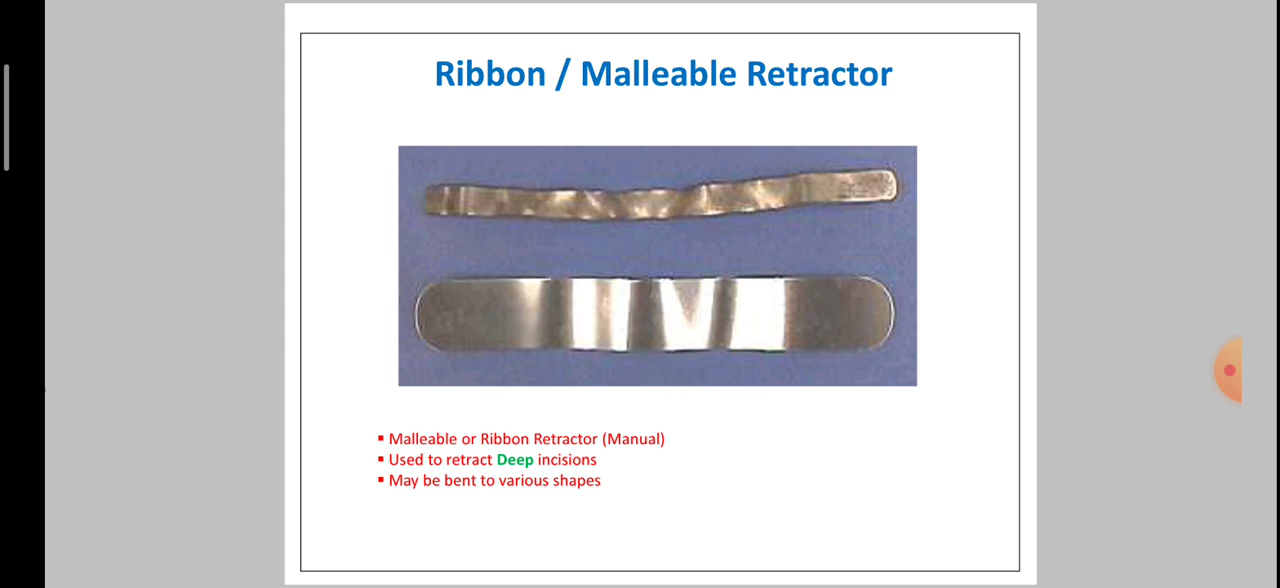 Ribbon / Malleable Retractor
▪ Malleable or Ribbon Retractor (Manual)
▪ Used to retract Deep incisions
▪ May be bent to various shapes